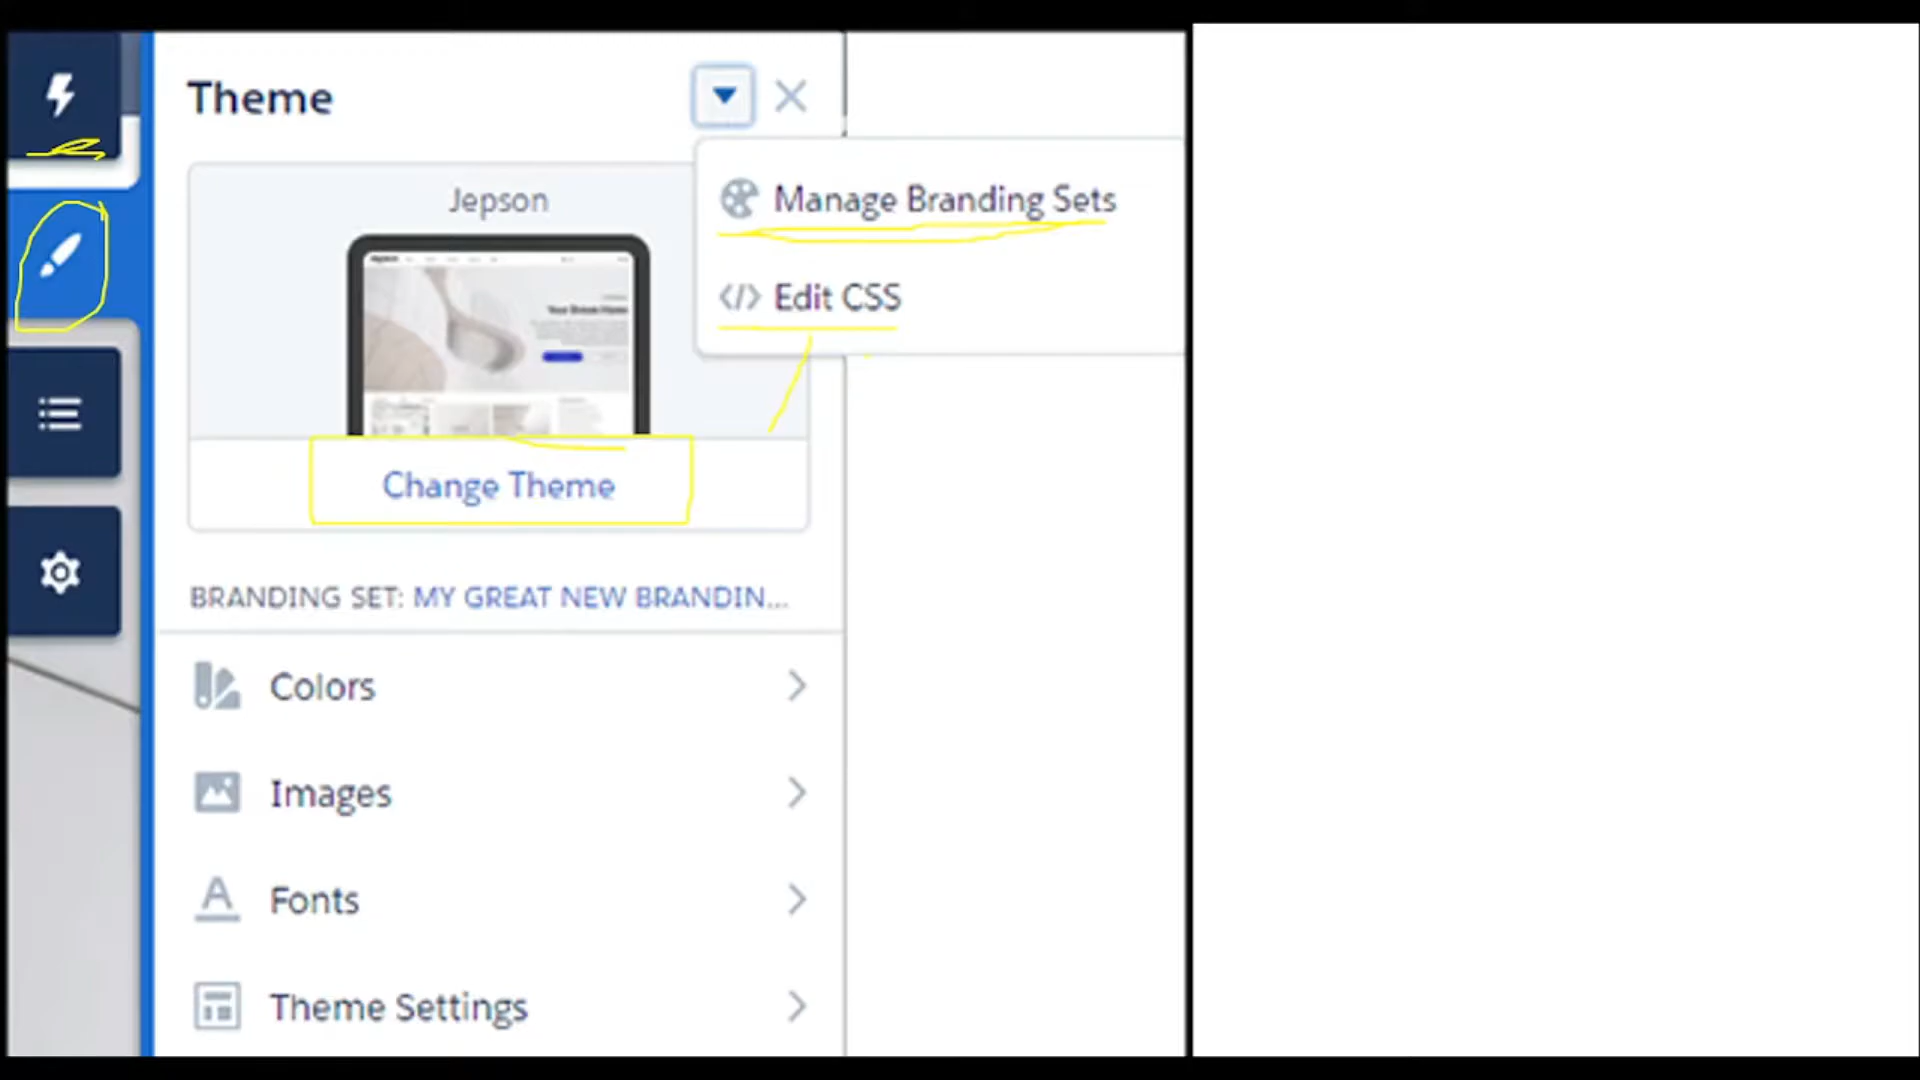 Theme
Manage Branding Sets
Jepson
Edit CSS
Change Theme
BRANDING SET: MY GREAT NEW BRANDIN...
Colors
Images
Fonts
Theme Settings